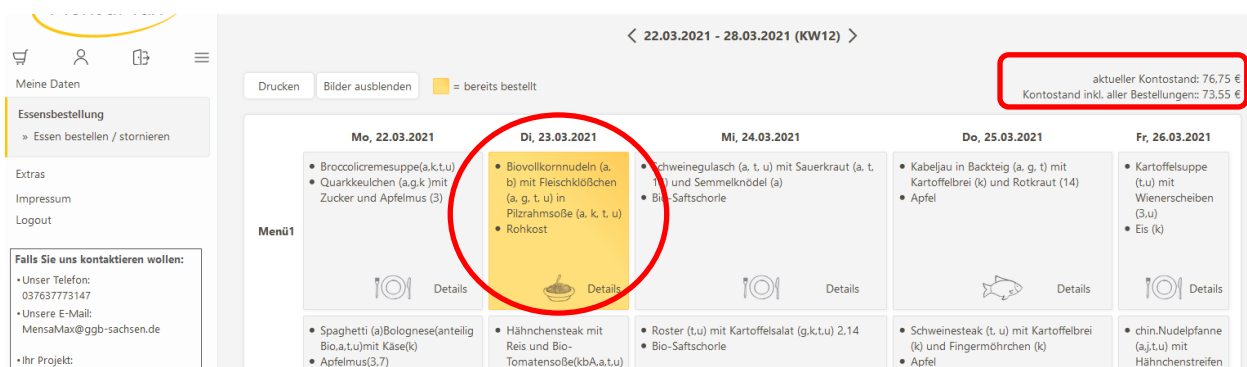 22.03.2021 - 28.03.2021 (KW12)
Meine Daten
Essensbestellung
» Essen bestellen / stornieren
Extras
Impressum
Logout
Falls Sie uns kontaktieren wollen:
•Unser Telefon:
037637773147
•Unsere E-Mail:
MensaMax@ggb-sachsen.de
•Ihr Projekt:
Drucken
Bilder ausblenden
= bereits bestellt
aktueller Kontostand: 76,75 €
Kontostand inkl. aller Bestellungen:: 73,55 €
Mo, 22.03.2021
Di, 23.03.2021
Mi, 24.03.2021
Do, 25.03.2021
Fr, 26.03.2021
Menü1
• Broccolicremesuppe(a,k,t,u)
• Quarkkeulchen (a,g,k )mit
Zucker und Apfelmus (3)
Details
• Biovollkornnudeln (a,
b) mit Fleischklößchen
(a, g, t, u) in
Pilzrahmsoße (a, k, t, u)
• Rohkost
Details
Schweinegulasch (a, t, u) mit Sauerkraut (a, t,
und Semmelknödel (a)
• Bio-Saftschorle
Details
• Kabeljau in Backteig (a, g, t) mit
Kartoffelbrei (k) und Rotkraut (14)
• Apfel
Details
• Kartoffelsuppe
(t,u) mit
Wienerscheiben
(3,u)
• Eis (k)
Details
• Spaghetti (a)Bolognese(anteilig
Bio,a,t,u)mit Käse(k)
• Apfelmus(3,7)
• Hähnchensteak mit
Reis und Bio-
Tomatensoße(kbA,a,t,u)
• Roster (t,u) mit Kartoffelsalat (g,k,t,u) 2,14
• Bio-Saftschorle
• Schweinesteak (t, u) mit Kartoffelbrei
(k) und Fingermöhrchen (k)
• Apfel
• chin.Nudelpfanne
(a,j,t,u) mit
Hähnchenstreifen